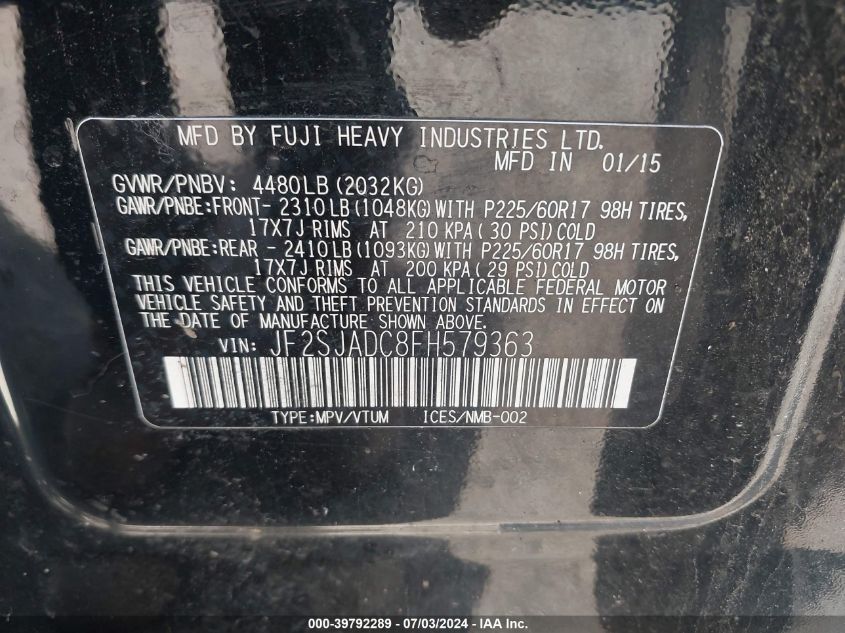 MFD BY FUJI HEAVY INDUSTRIES LTD.
MFD IN 01/15
GVWR/PNBV: 4480LB(2032KG)
GAWR/PNBE:FRONT- 2310LB(1048KG)WITH P225/60R17 98H TIRES,
17X7J RIMS AT 210 KPA(30 PSI)COLD
GAWR/PNBE:REAR - 2410LB(1093KG)WITH P225/60R17 98H TIRES,
17X7J RIMS AT 200 KPA(29 PSI)COLD
THIS VEHICLE CONFORMS TO ALL APPLICABLE FEDERAL MOTOR
VEHICLE SAFETY AND THEFT PREVENTION STANDARDS IN EFFECT ON
THE DATE OF MANUFACTURE SHOWN ABOVE.
VIN: JF2SJADC8FH579363
TYPE:MPV/VTUM ICES/NMB-002
000-39792289 - 07/03/2024 - IAA Inc.